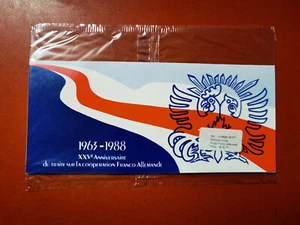 1963-1988
XXVe ANNIVERSAIRE
DU TRAITÉ SUR LA COOPÉRATION FRANCO ALLEMANDE